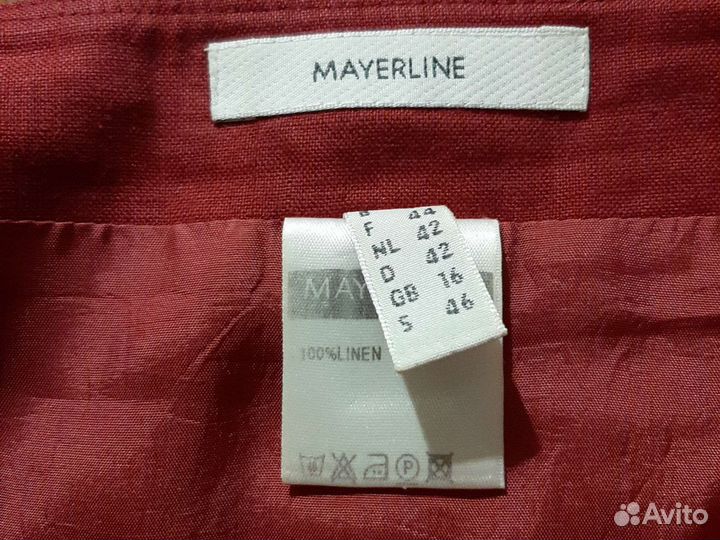 MAYERLINE
F 44
NL 42
D 42
GB 16
S 46
MAY
100%LINEN
P
Avito